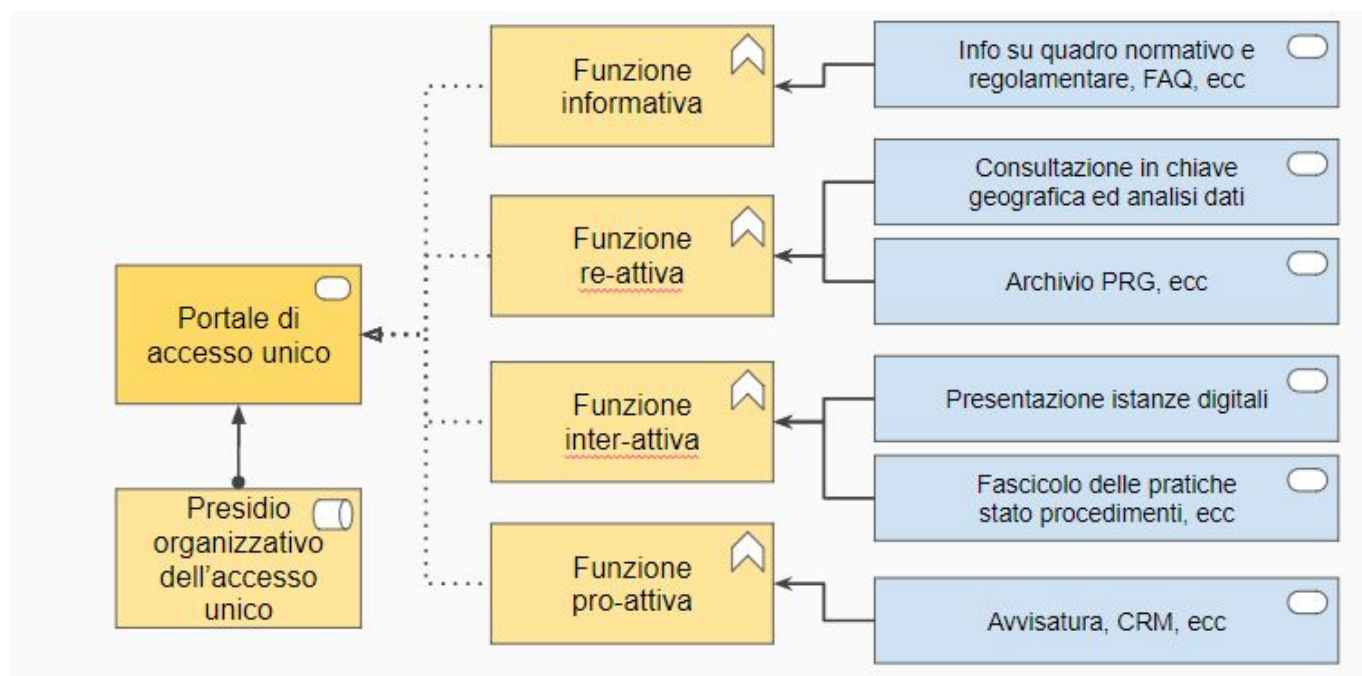 Portale di
accesso unico
Presidio
organizzativo
dell'accesso
unico
Funzione
informativa
Funzione
re-attiva
Funzione
inter-attiva
Funzione
pro-attiva
Info su quadro normativo e
regolamentare, FAQ, ecc
Consultazione in chiave
geografica ed analisi dati
Archivio PRG, ecc
Presentazione istanze digitali
Fascicolo delle pratiche
stato procedimenti, ecc
Avvisatura, CRM, ecc